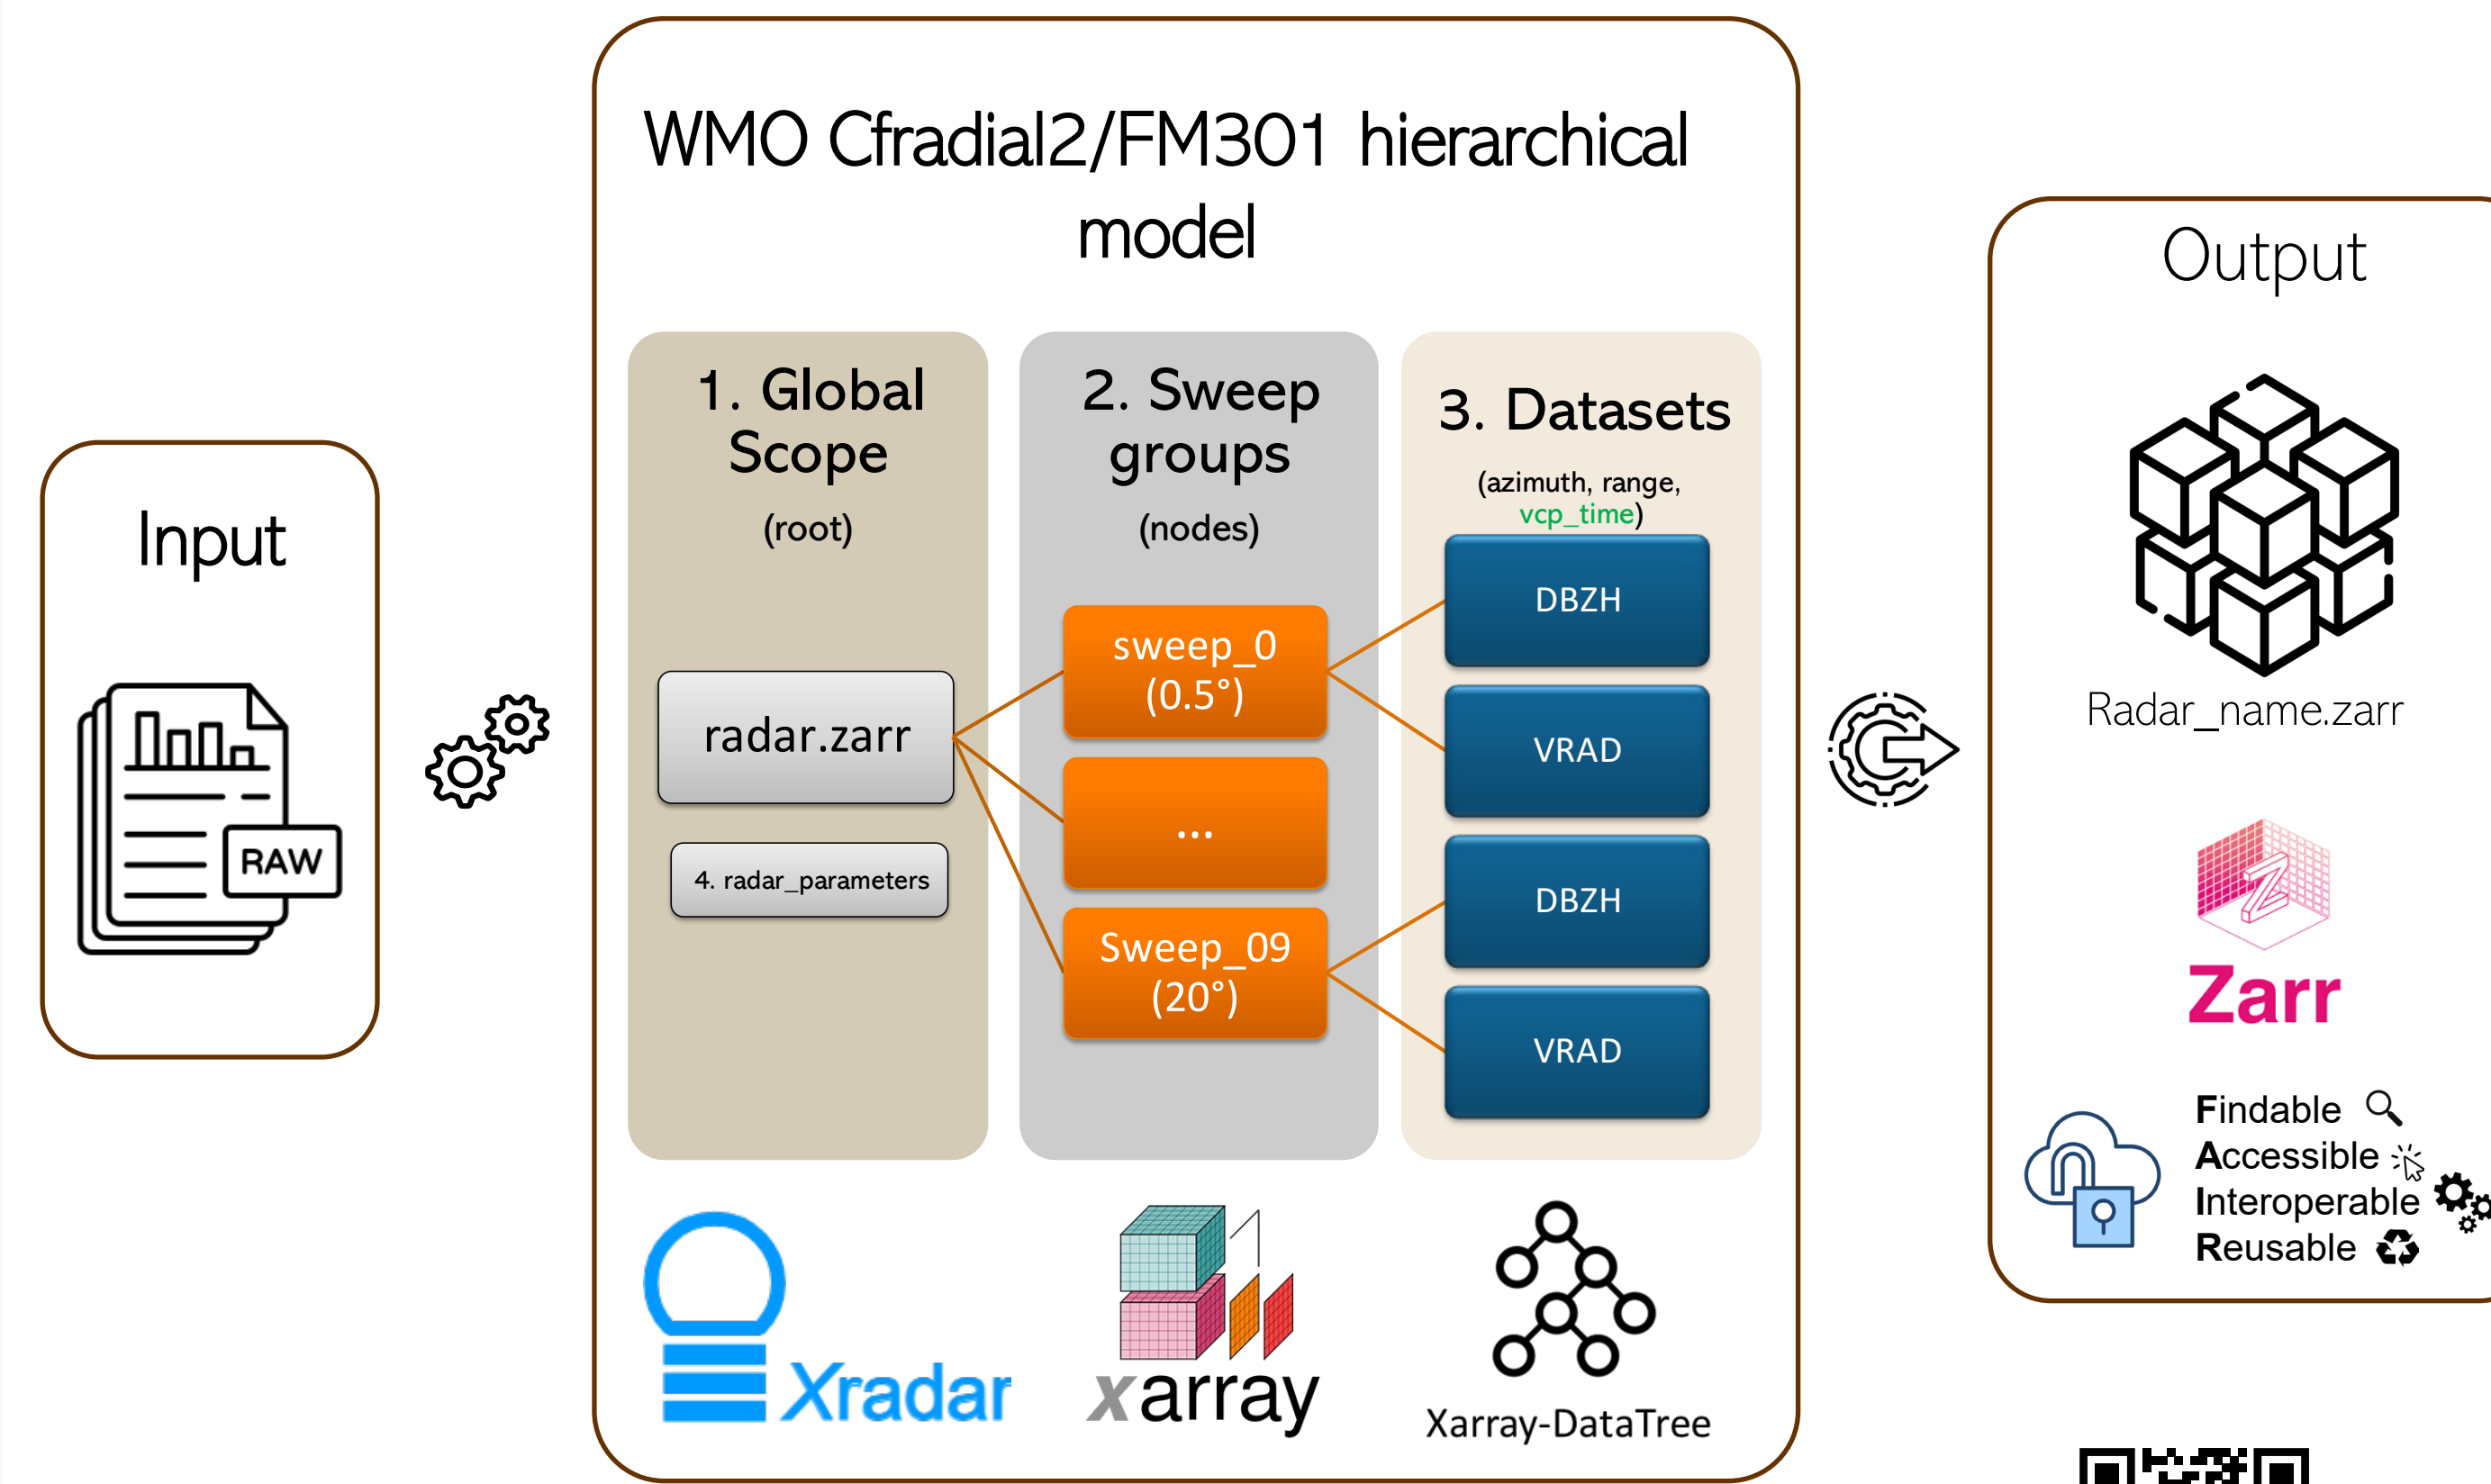 Input
RAW
WMO Cfradial2/FM301 hierarchical
model
1. Global
Scope
(root)
radar.zarr
4. radar_parameters
2. Sweep
groups
(nodes)
sweep_0
(0.5°)
...
Sweep_09
(20°)
3. Datasets
(azimuth, range,
vcp_time)
DBZH
VRAD
DBZH
VRAD
Xradar
xarray
Xarray-DataTree
Output
Radar_name.zarr
Z
Zarr
Findable
Accessible
Interoperable
Reusable